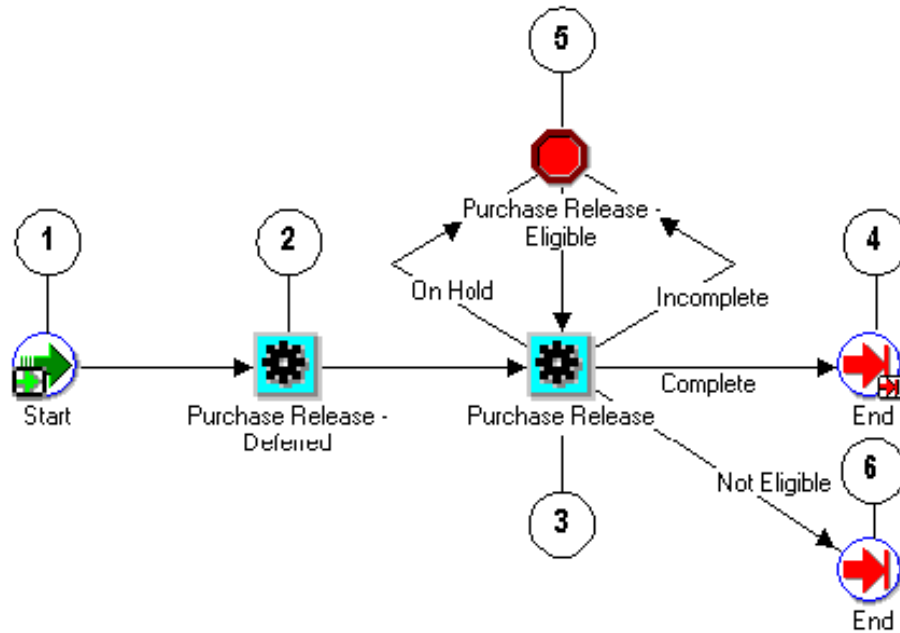 5
Purchase Release -
Eligible
1
2
4
On Hold
Incomplete
Start
Purchase Release -
Deferred
Purchase Release
Complete
End
6
Not Eligible
3
End